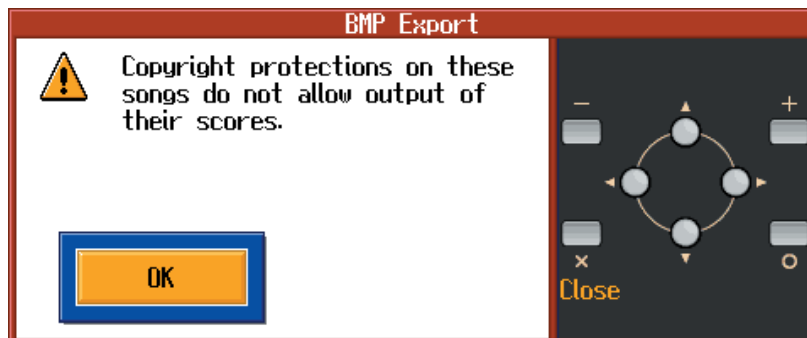 BMP Export
Copyright protections on these
songs do not allow output of
their scores.
OK
− +
× ○
Close